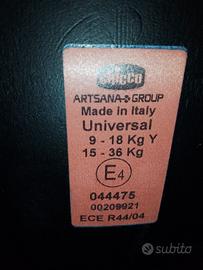 chicco
ARTSANA GROUP
Made in Italy
Universal
9 - 18 Kg Y
15 - 36 Kg
E4
044475
00209921
ECE R44/04
subito